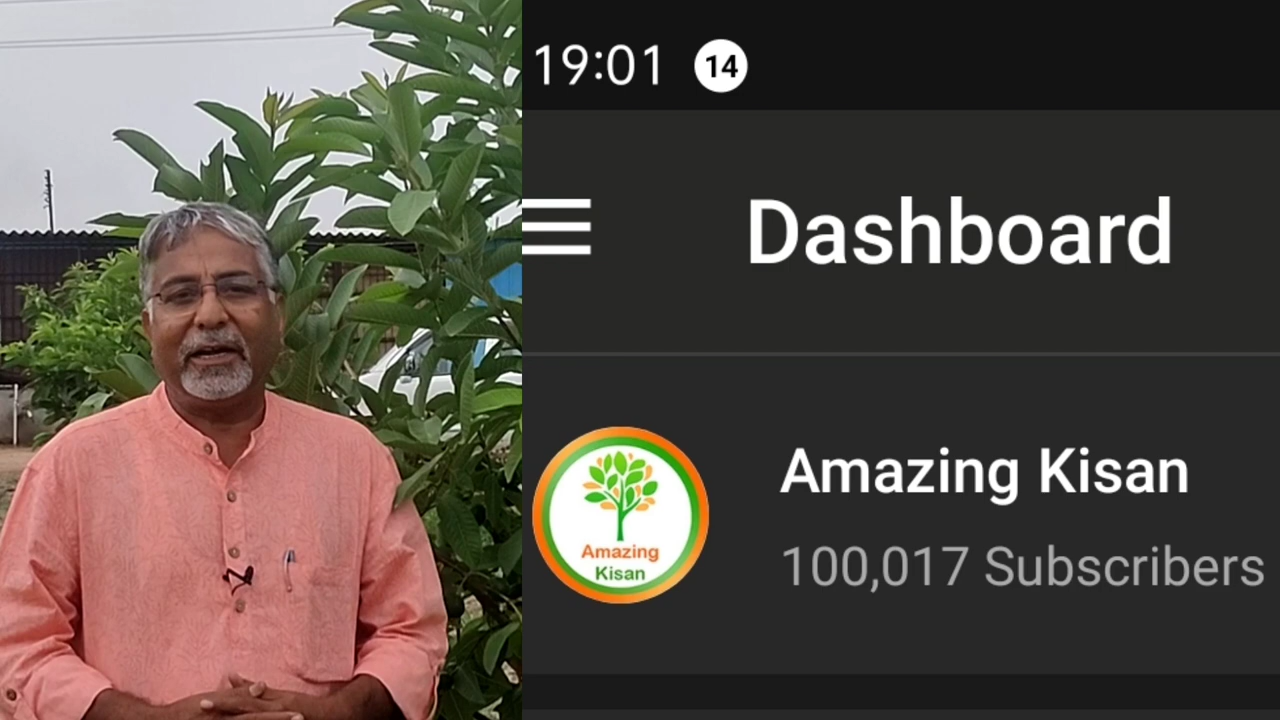 19:01 14
Dashboard
Amazing Kisan
100,017 Subscribers
Amazing
Kisan